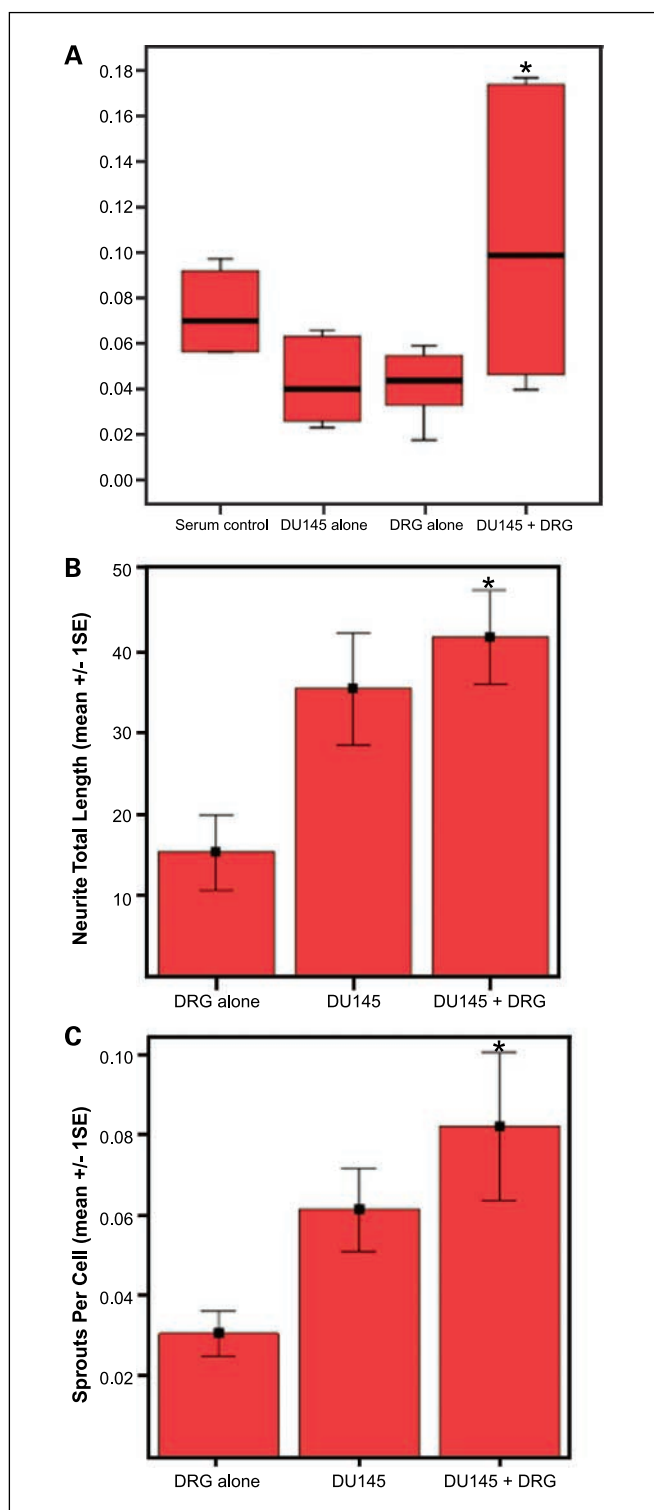 A
*
0.18
0.16
0.14
0.12
0.10
0.08
0.06
0.04
0.02
0.00
Serum control DU145 alone DRG alone DU145 + DRG
B
Neurite Total Length (mean +/- 1SE)
*
50
40
30
20
10
DRG alone DU145 DU145 + DRG
C
Sprouts Per Cell (mean +/- 1SE)
*
0.10
0.08
0.06
0.04
0.02
DRG alone DU145 DU145 + DRG